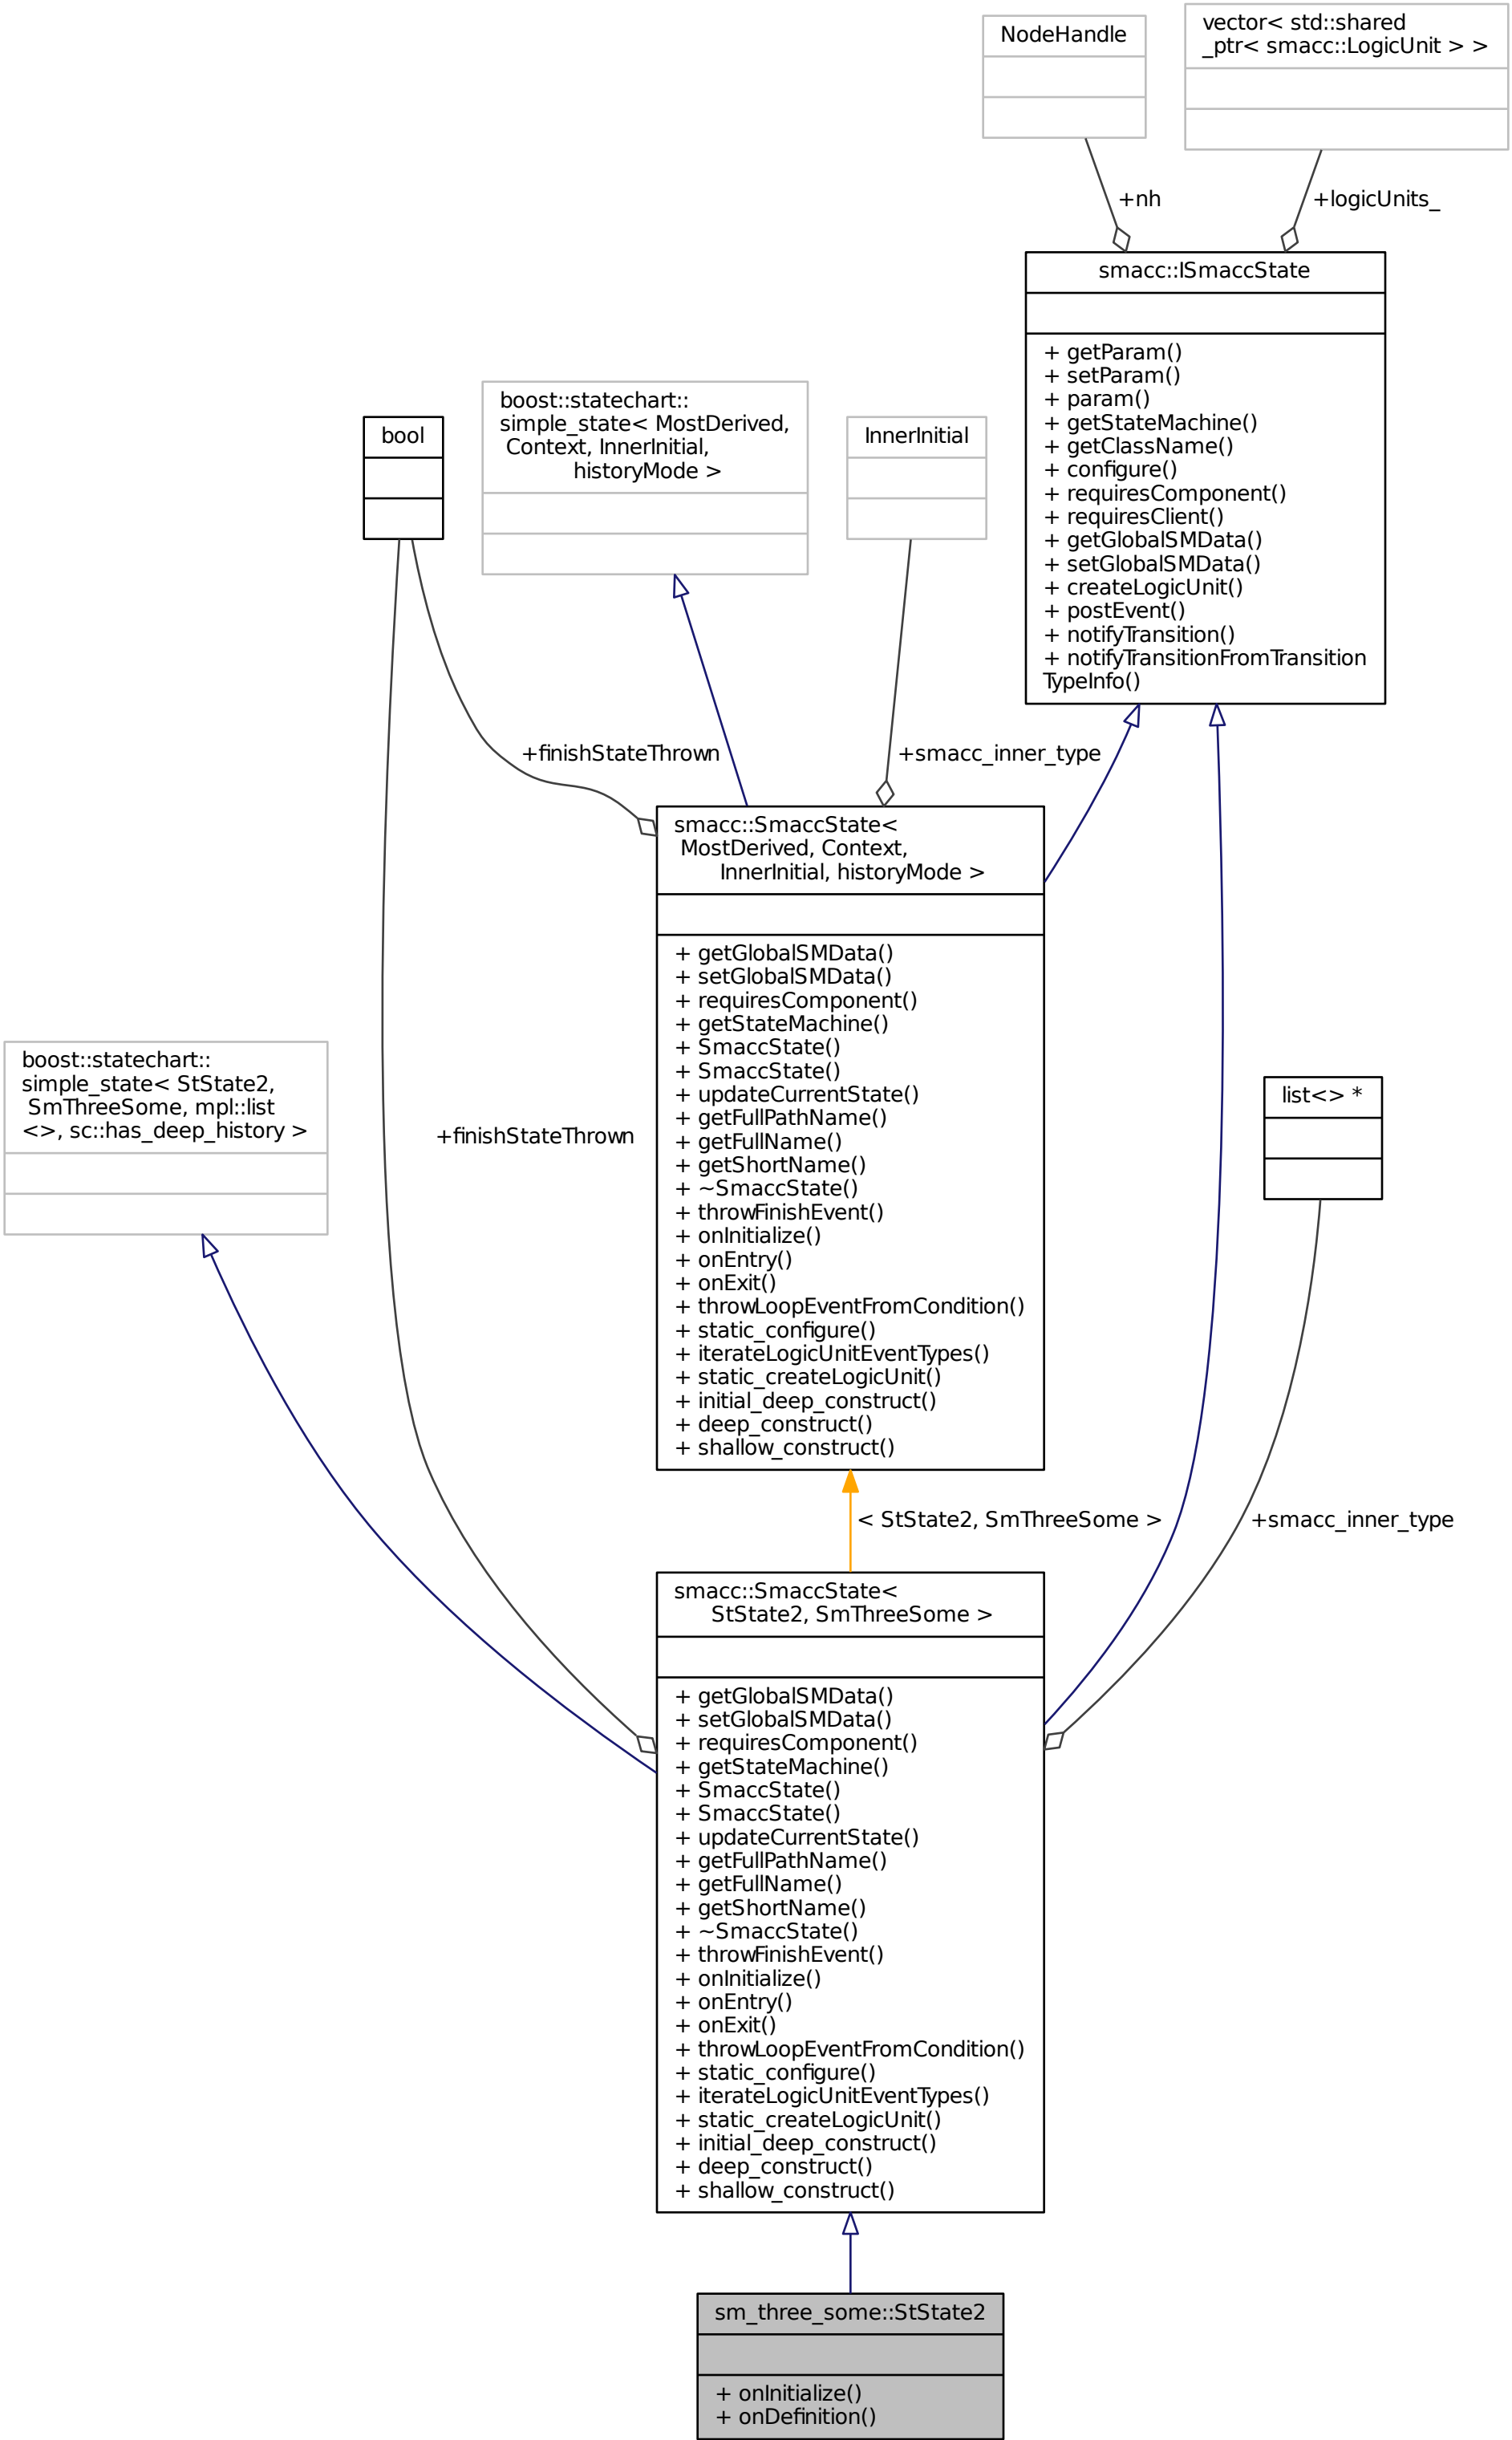 NodeHandle
vector< std::shared
_ptr< smacc::LogicUnit > >
+nh
+logicUnits_
smacc::ISmaccState
+ getParam()
+ setParam()
+ param()
+ getStateMachine()
+ getClassName()
+ configure()
+ requiresComponent()
+ requiresClient()
+ getGlobalSMData()
+ setGlobalSMData()
+ createLogicUnit()
+ postEvent()
+ notifyTransition()
+ notifyTransitionFromTransition
TypeInfo()
bool
boost::statechart::
simple_state< MostDerived,
Context, InnerInitial,
historyMode >
InnerInitial
+finishStateThrown
+smacc_inner_type
smacc::SmaccState<
MostDerived, Context,
InnerInitial, historyMode >
+ getGlobalSMData()
+ setGlobalSMData()
+ requiresComponent()
+ getStateMachine()
+ SmaccState()
+ SmaccState()
+ updateCurrentState()
+ getFullPathName()
+ getFullName()
+ getShortName()
+ ~SmaccState()
+ throwFinishEvent()
+ onInitialize()
+ onEntry()
+ onExit()
+ throwLoopEventFromCondition()
+ static_configure()
+ iterateLogicUnitEventTypes()
+ static_createLogicUnit()
+ initial_deep_construct()
+ deep_construct()
+ shallow_construct()
boost::statechart::
simple_state< StState2,
SmThreeSome, mpl::list
<>, sc::has_deep_history >
+finishStateThrown
list<> *
< StState2, SmThreeSome >
+smacc_inner_type
smacc::SmaccState<
StState2, SmThreeSome >
+ getGlobalSMData()
+ setGlobalSMData()
+ requiresComponent()
+ getStateMachine()
+ SmaccState()
+ SmaccState()
+ updateCurrentState()
+ getFullPathName()
+ getFullName()
+ getShortName()
+ ~SmaccState()
+ throwFinishEvent()
+ onInitialize()
+ onEntry()
+ onExit()
+ throwLoopEventFromCondition()
+ static_configure()
+ iterateLogicUnitEventTypes()
+ static_createLogicUnit()
+ initial_deep_construct()
+ deep_construct()
+ shallow_construct()
sm_three_some::StState2
+ onInitialize()
+ onDefinition()